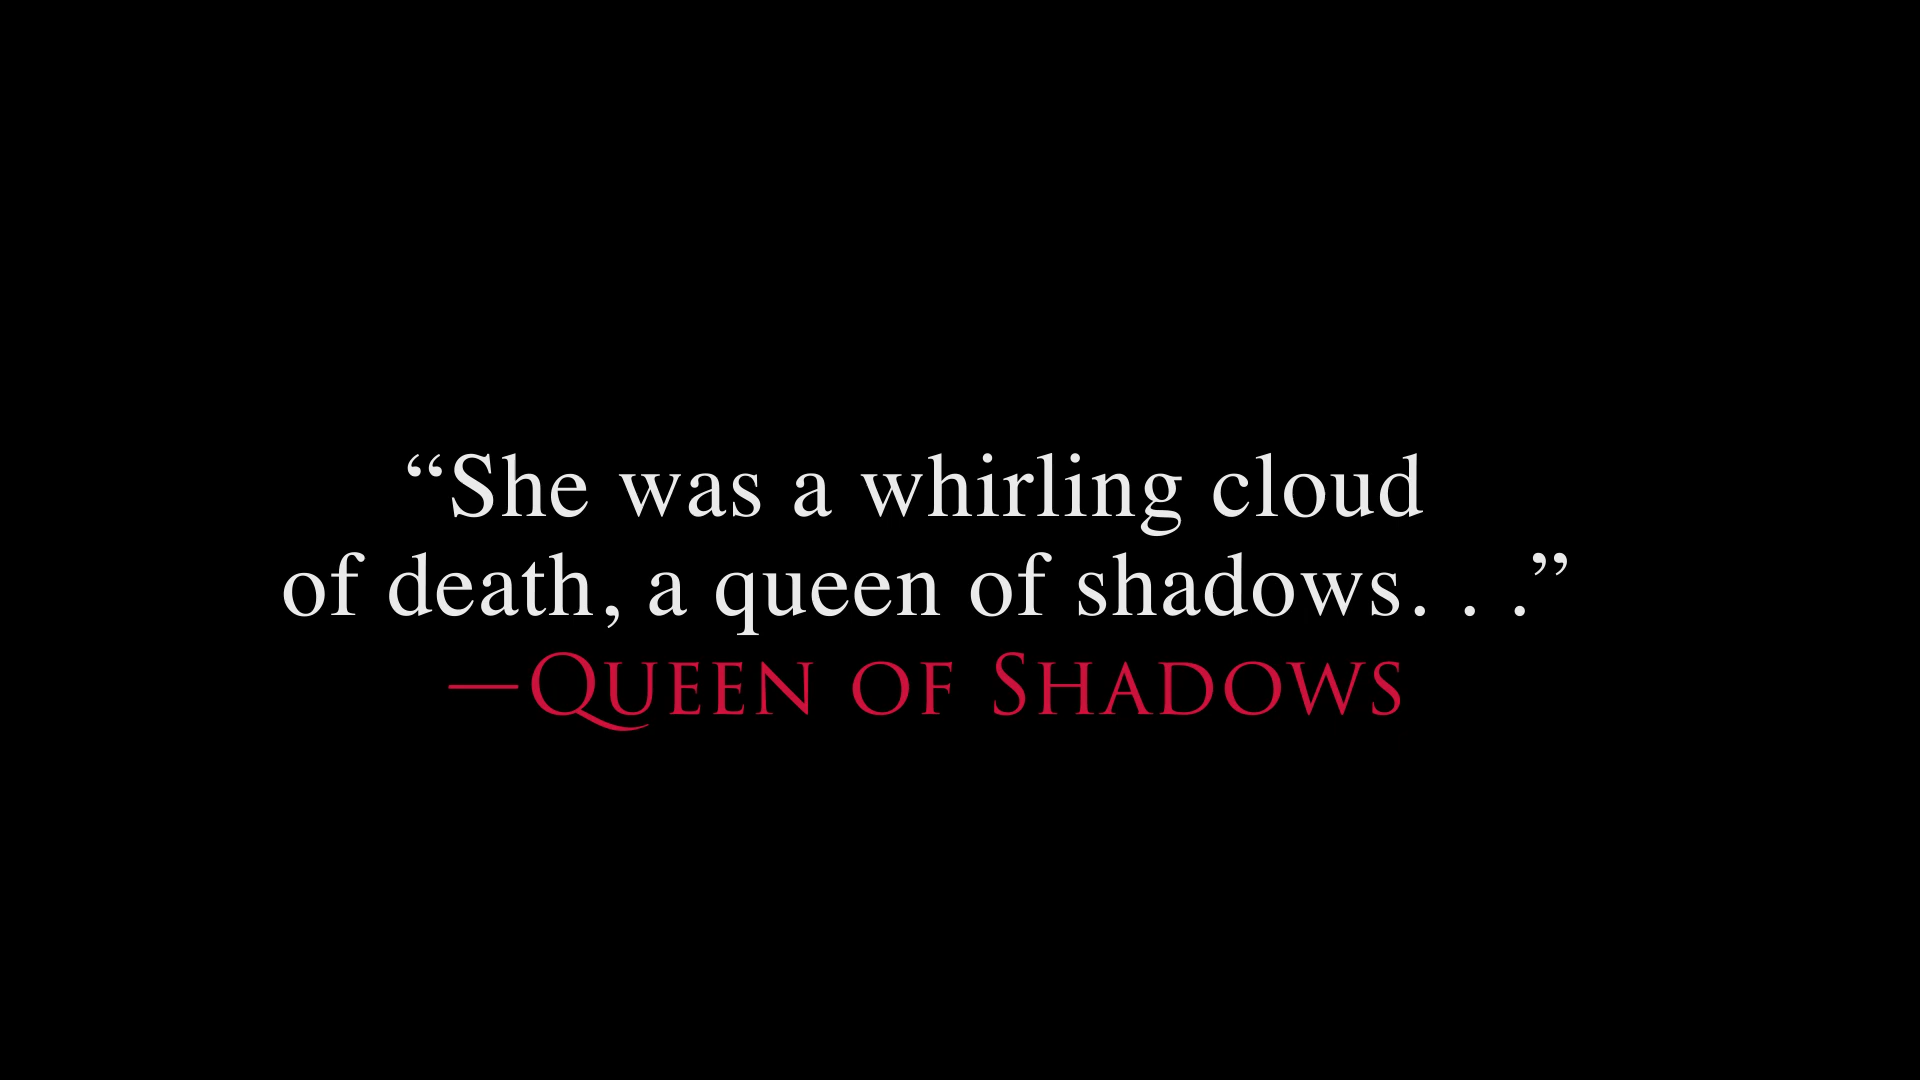 “She was a whirling cloud
of death, a queen of shadows. . .”
—Queen of Shadows